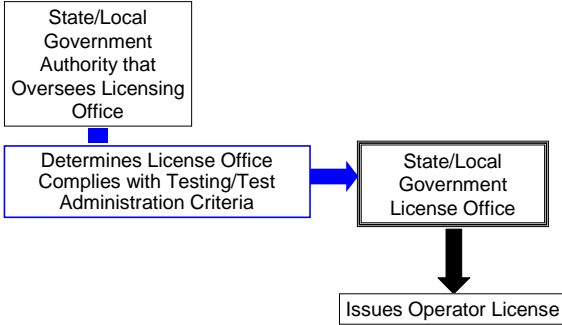 State/Local
Government
Authority that
Oversees Licensing
Office
Determines License Office
Complies with Testing/Test
Administration Criteria
State/Local
Government
License Office
Issues Operator License